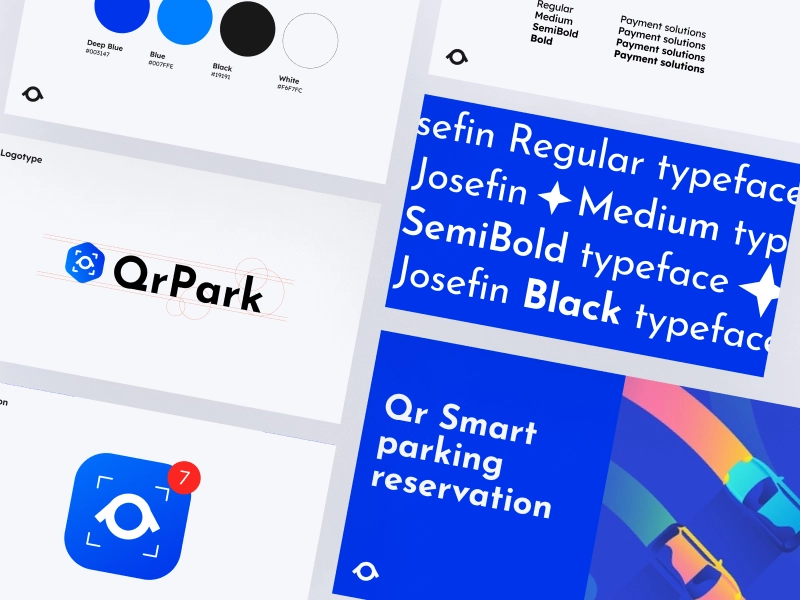 Deep Blue
#003147
Blue
#007FFE
Black
#19191
White
#F6F7FC
Regular
Medium
SemiBold
Bold
Payment solutions
Payment solutions
Payment solutions
Payment solutions
Logotype
QrPark
sefin Regular typeface
Josefin Medium typ
SemiBold typeface
Josefin Black typeface
on
7
Qr Smart
parking
reservation